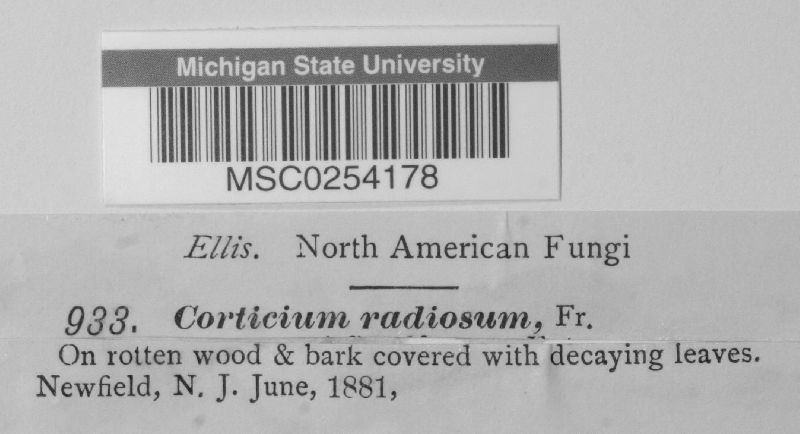 Michigan State University
MSC0254178
Ellis. North American Fungi
933. Corticium radiosum, Fr.
On rotten wood & bark covered with decaying leaves.
Newfield, N. J. June, 1881,